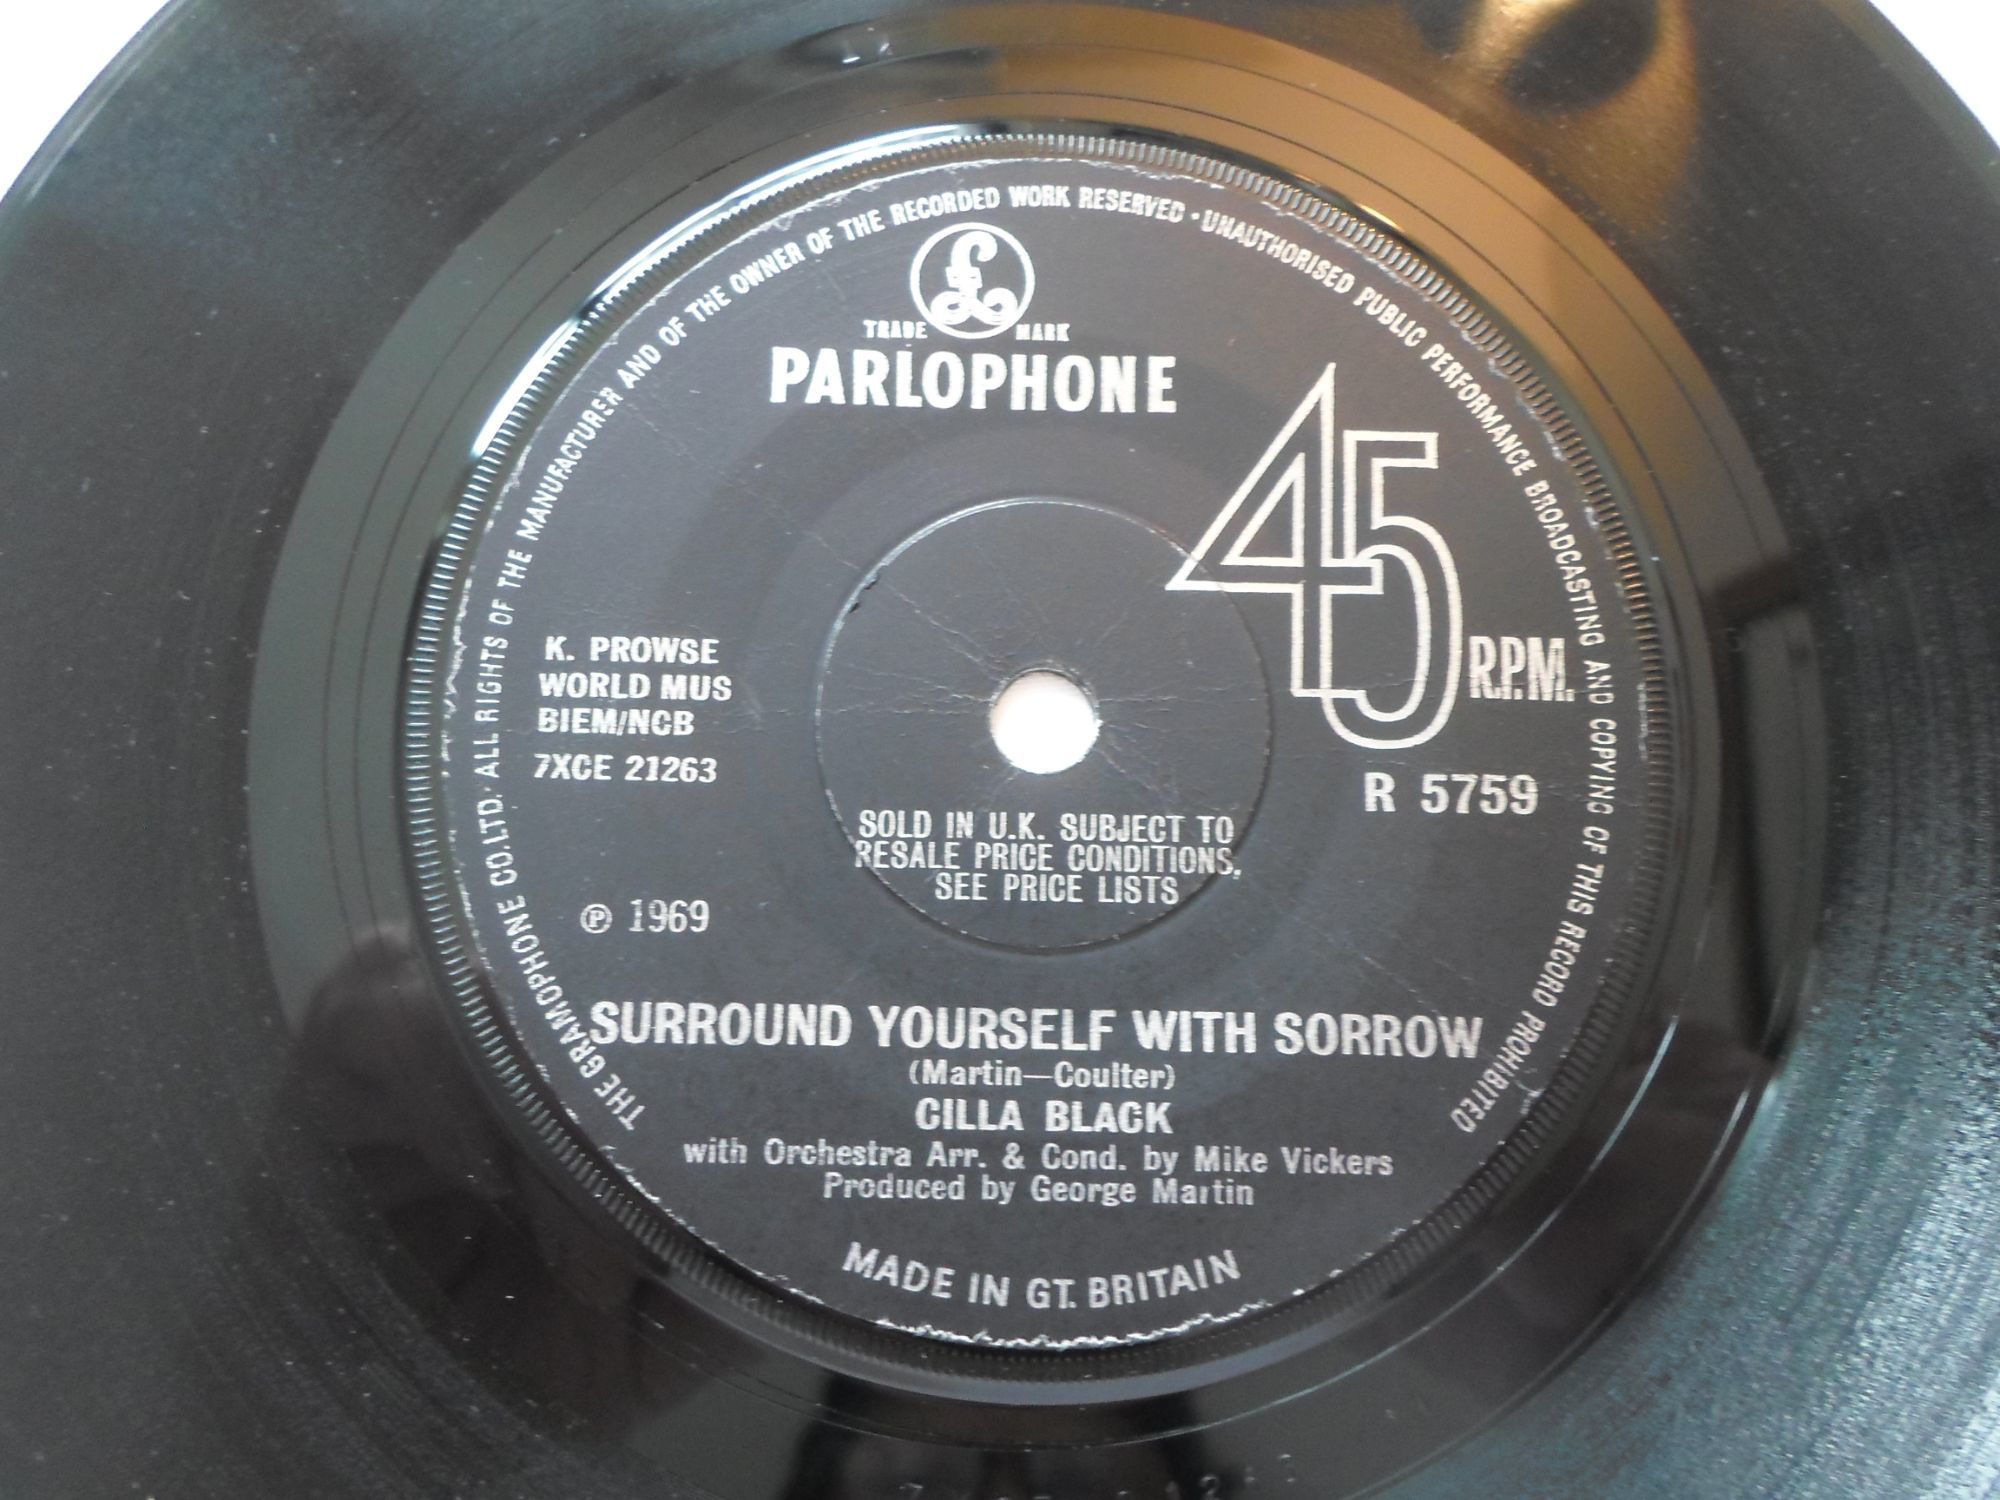 THE GRAMOPHONE CO.LTD. ALL RIGHTS OF THE MANUFACTURER AND OF THE OWNER OF THE RECORDED WORK RESERVED · UNAUTHORISED PUBLIC PERFORMANCE BROADCASTING AND COPYING OF THIS RECORD PROHIBITED
£
TRADE MARK
PARLOPHONE
45 R.P.M.
K. PROWSE
WORLD MUS
BIEM/NCB
7XCE 21263
R 5759
SOLD IN U.K. SUBJECT TO
RESALE PRICE CONDITIONS,
SEE PRICE LISTS
℗ 1969
SURROUND YOURSELF WITH SORROW
(Martin—Coulter)
CILLA BLACK
with Orchestra Arr. & Cond. by Mike Vickers
Produced by George Martin
MADE IN GT. BRITAIN